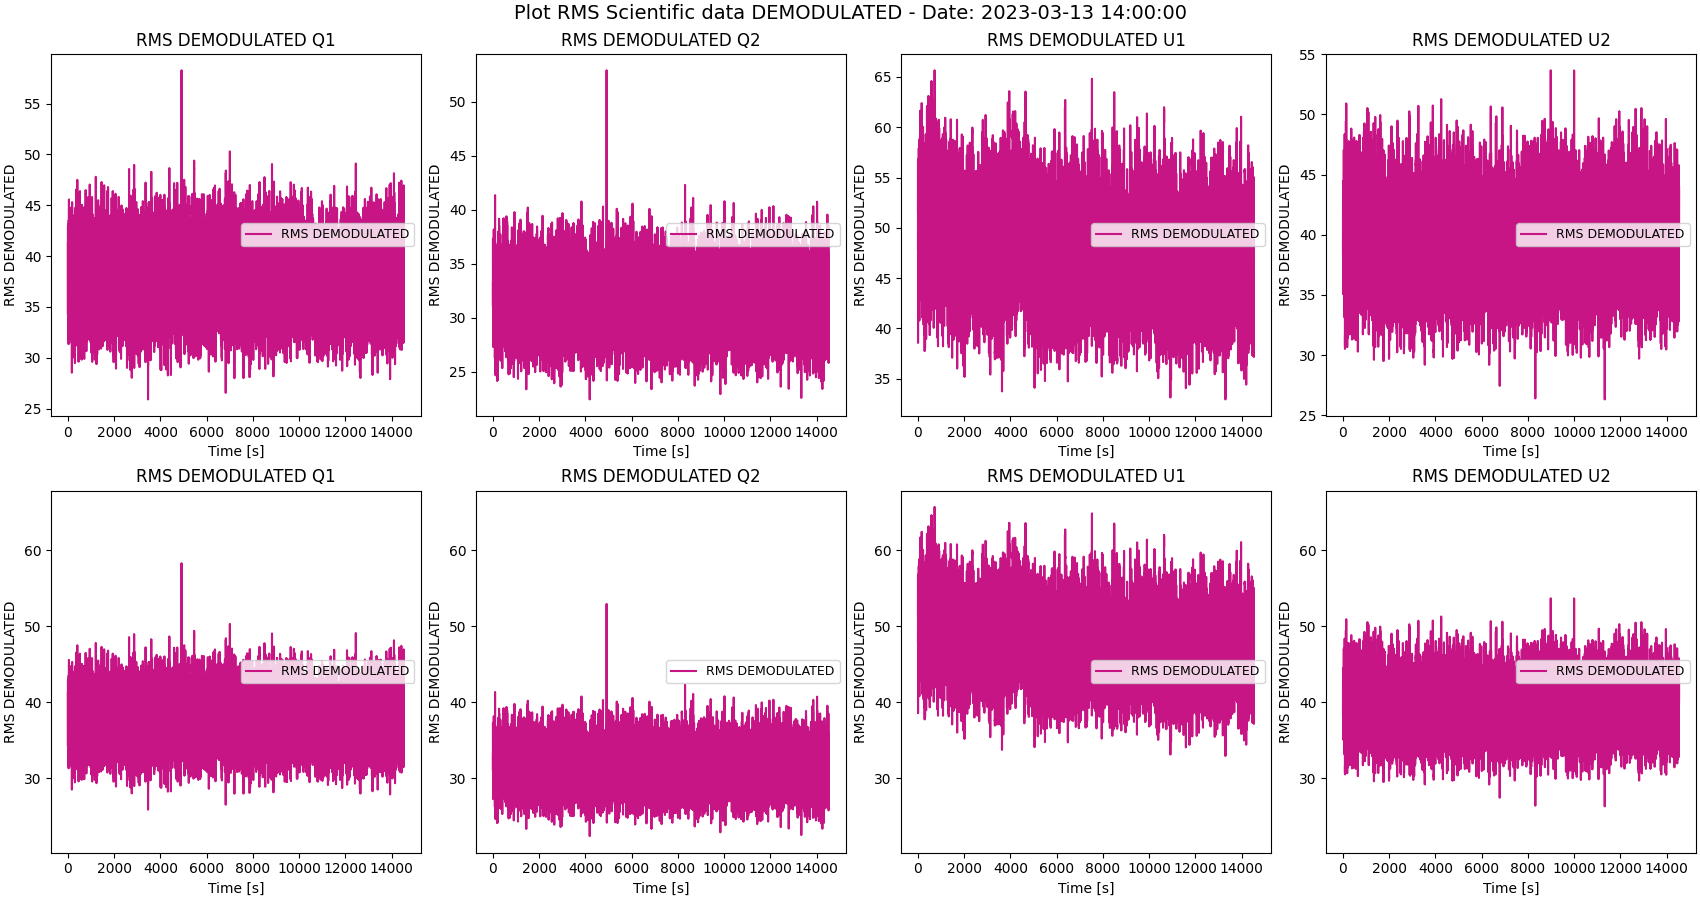 Plot RMS Scientific data DEMODULATED - Date: 2023-03-13 14:00:00
RMS DEMODULATED Q1
RMS DEMODULATED
55
50
45
40
35
30
25
RMS DEMODULATED
0 2000 4000 6000 8000 10000 12000 14000
Time [s]
RMS DEMODULATED Q2
RMS DEMODULATED
50
45
40
35
30
25
RMS DEMODULATED
0 2000 4000 6000 8000 10000 12000 14000
Time [s]
RMS DEMODULATED U1
RMS DEMODULATED
65
60
55
50
45
40
35
RMS DEMODULATED
0 2000 4000 6000 8000 10000 12000 14000
Time [s]
RMS DEMODULATED U2
RMS DEMODULATED
55
50
45
40
35
30
25
RMS DEMODULATED
0 2000 4000 6000 8000 10000 12000 14000
Time [s]
RMS DEMODULATED Q1
RMS DEMODULATED
60
50
40
30
RMS DEMODULATED
0 2000 4000 6000 8000 10000 12000 14000
Time [s]
RMS DEMODULATED Q2
RMS DEMODULATED
60
50
40
30
RMS DEMODULATED
0 2000 4000 6000 8000 10000 12000 14000
Time [s]
RMS DEMODULATED U1
RMS DEMODULATED
60
50
40
30
RMS DEMODULATED
0 2000 4000 6000 8000 10000 12000 14000
Time [s]
RMS DEMODULATED U2
RMS DEMODULATED
60
50
40
30
RMS DEMODULATED
0 2000 4000 6000 8000 10000 12000 14000
Time [s]